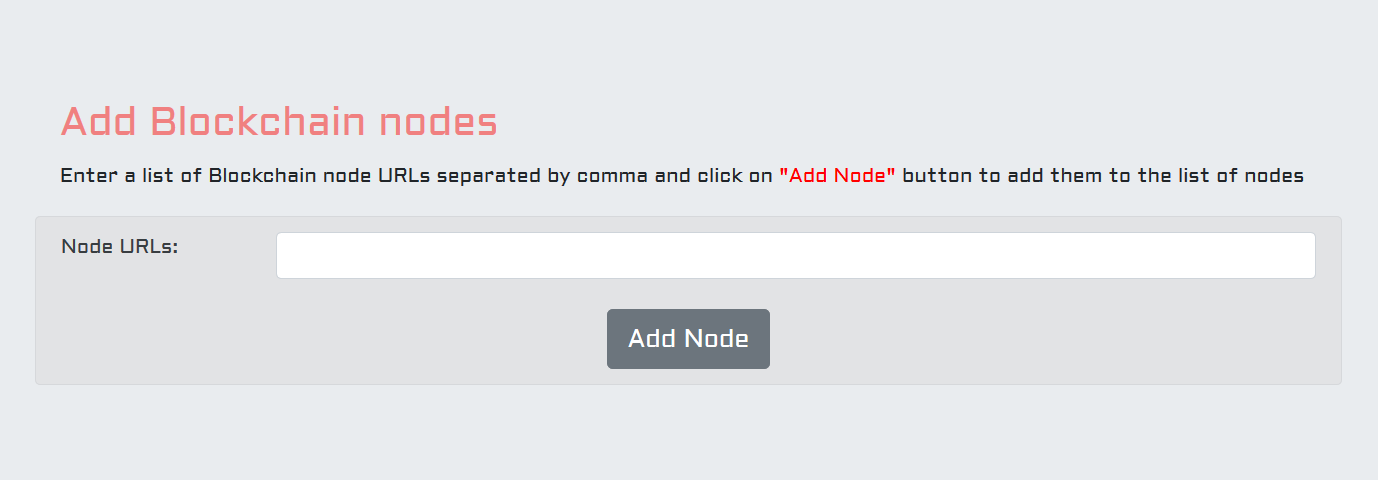 Add Blockchain nodes
Enter a list of Blockchain node URLs separated by comma and click on "Add Node" button to add them to the list of nodes
Node URLs:
Add Node